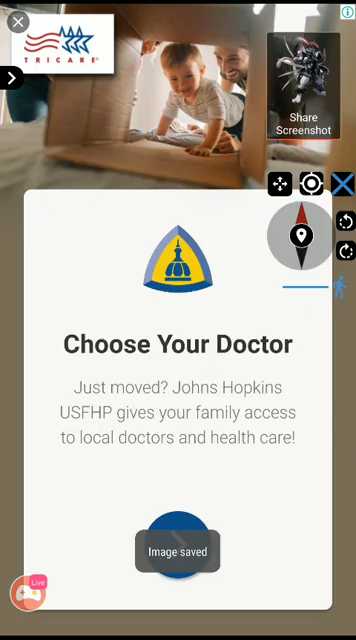 TRICARE
Share
Screenshot
Choose Your Doctor
Just moved? Johns Hopkins
USFHP gives your family access
to local doctors and health care!
Image saved
Live